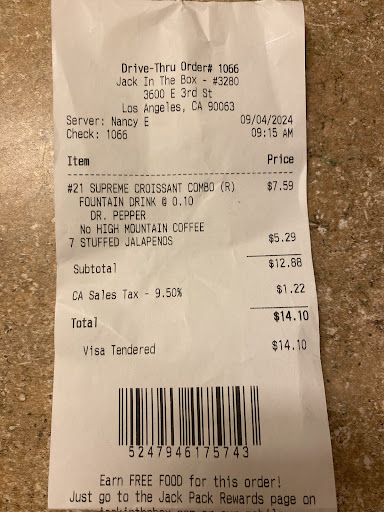 Drive-Thru Order# 1066
Jack In The Box - #3280
3600 E 3rd St
Los Angeles, CA 90063
Server: Nancy E 09/04/2024
Check: 1066 09:15 AM
Item Price
#21 SUPREME CROISSANT COMBO (R) $7.59
FOUNTAIN DRINK @ 0.10
DR. PEPPER
No HIGH MOUNTAIN COFFEE
7 STUFFED JALAPENOS $5.29
Subtotal $12.88
CA Sales Tax - 9.50% $1.22
Total $14.10
Visa Tendered $14.10
5247946175743
Earn FREE FOOD for this order!
Just go to the Jack Pack Rewards page on